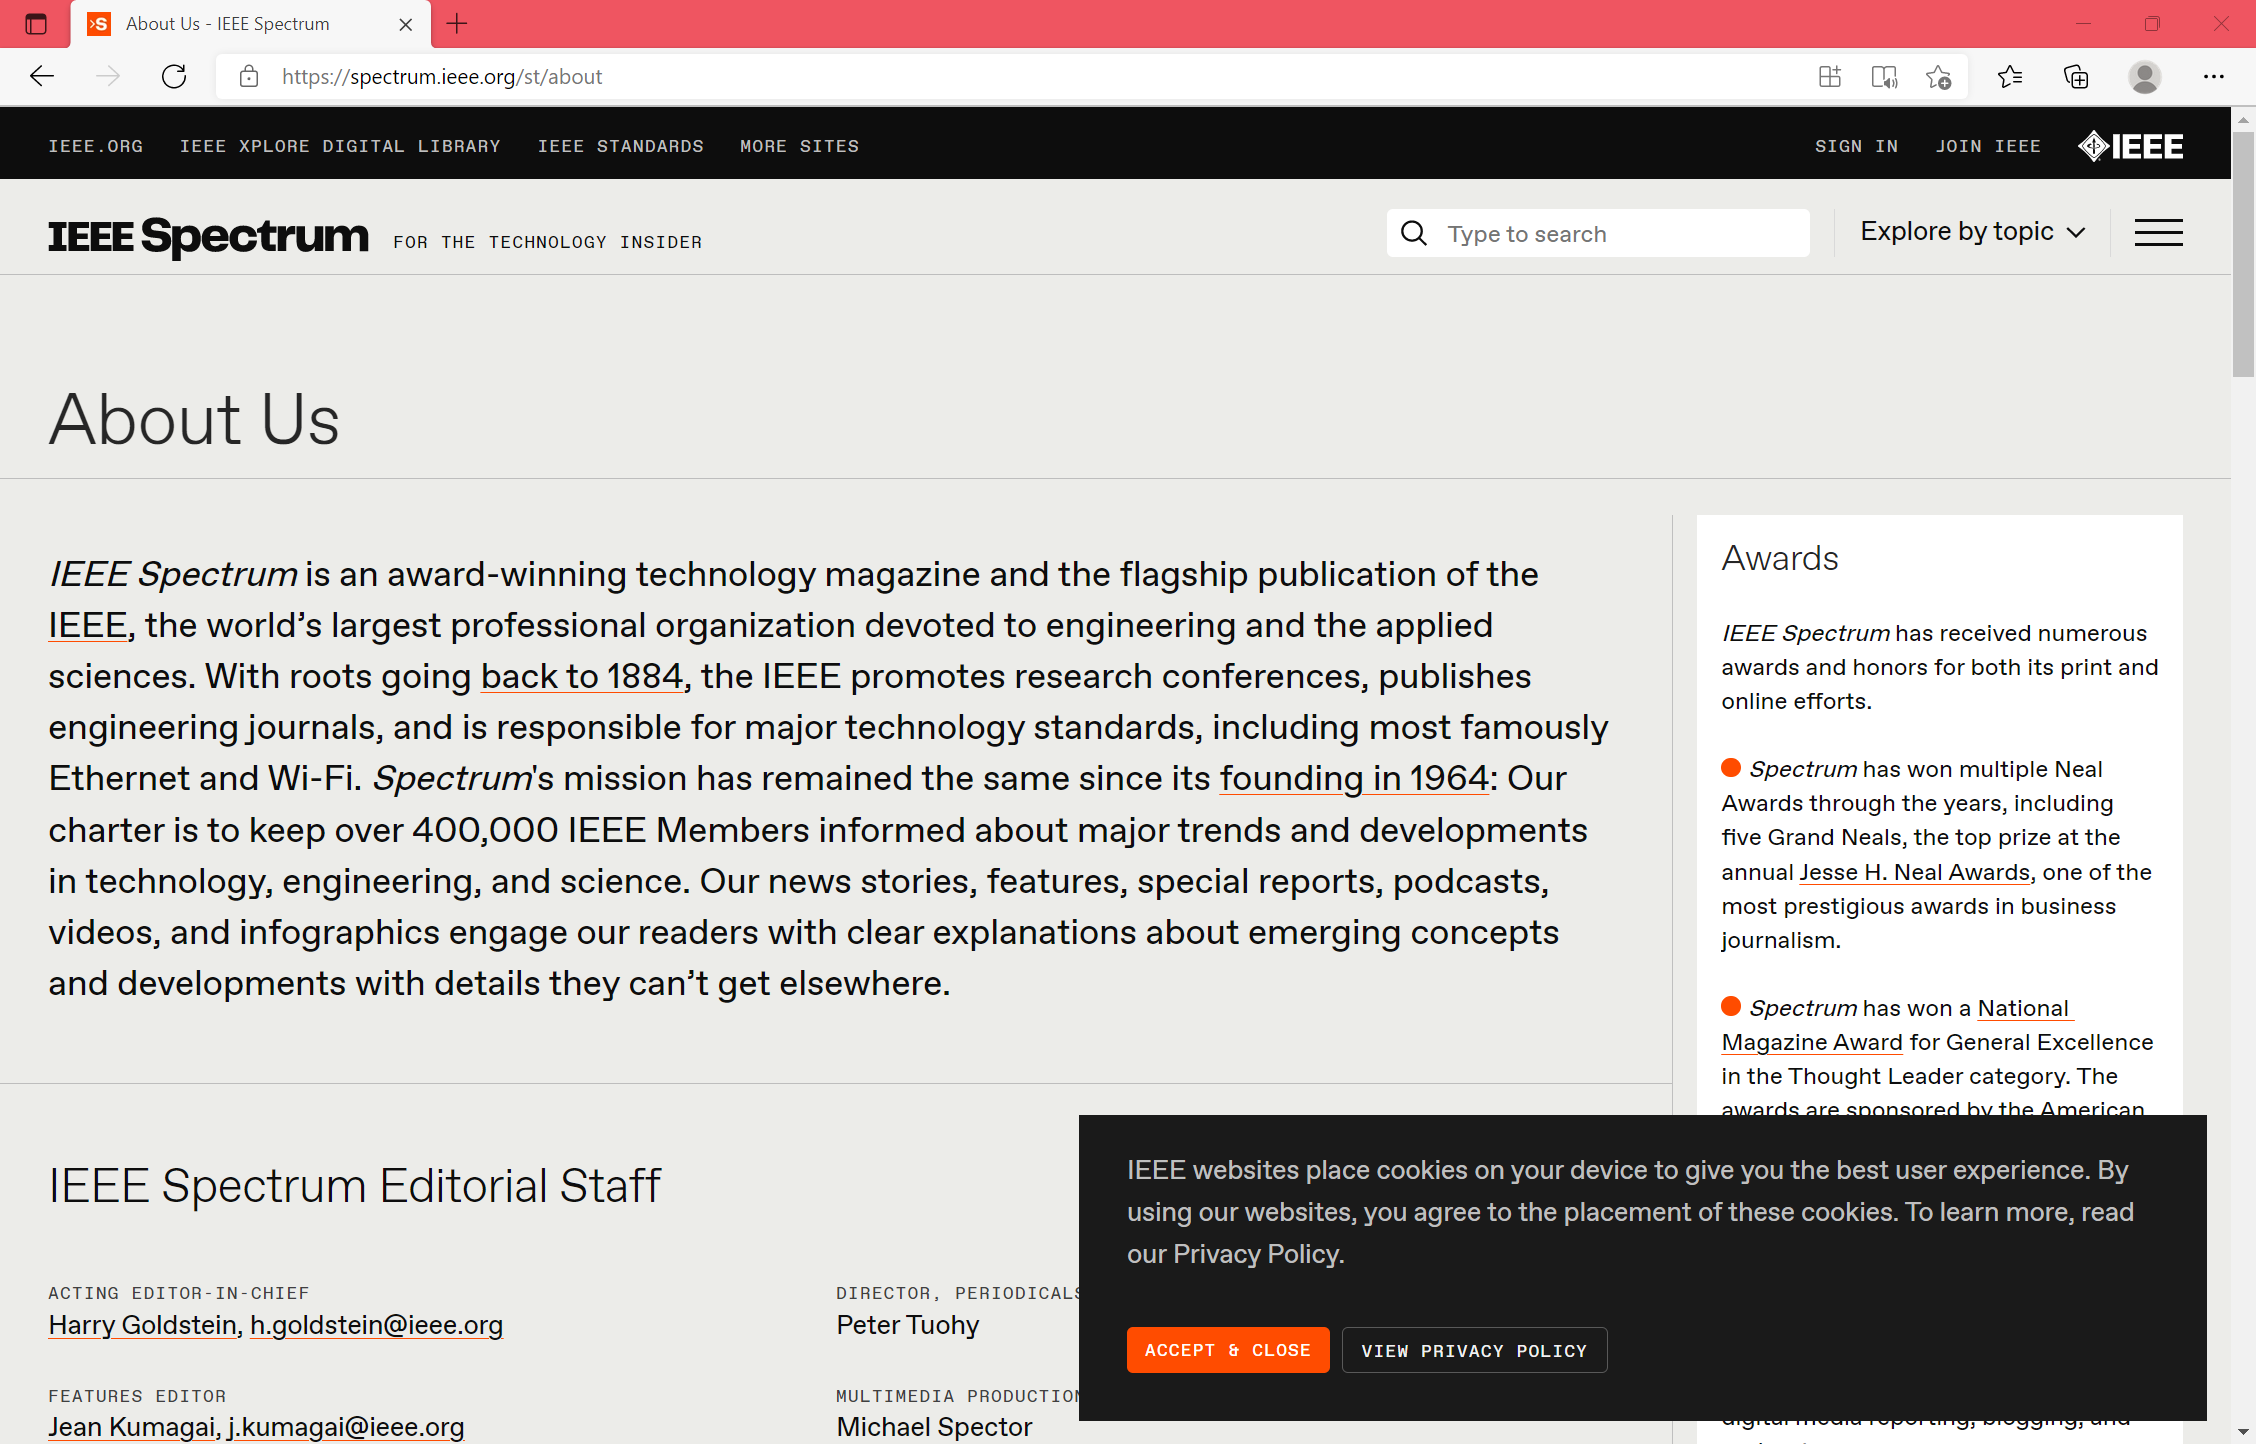 About Us - IEEE Spectrum
https://spectrum.ieee.org/st/about
IEEE.ORG IEEE XPLORE DIGITAL LIBRARY IEEE STANDARDS MORE SITES SIGN IN JOIN IEEE IEEE
IEEE Spectrum FOR THE TECHNOLOGY INSIDER Type to search Explore by topic
About Us
IEEE Spectrum is an award-winning technology magazine and the flagship publication of the
IEEE, the world’s largest professional organization devoted to engineering and the applied
sciences. With roots going back to 1884, the IEEE promotes research conferences, publishes
engineering journals, and is responsible for major technology standards, including most famously
Ethernet and Wi-Fi. Spectrum's mission has remained the same since its founding in 1964: Our
charter is to keep over 400,000 IEEE Members informed about major trends and developments
in technology, engineering, and science. Our news stories, features, special reports, podcasts,
videos, and infographics engage our readers with clear explanations about emerging concepts
and developments with details they can’t get elsewhere.
Awards
IEEE Spectrum has received numerous
awards and honors for both its print and
online efforts.
Spectrum has won multiple Neal
Awards through the years, including
five Grand Neals, the top prize at the
annual Jesse H. Neal Awards, one of the
most prestigious awards in business
journalism.
Spectrum has won a National
Magazine Award for General Excellence
in the Thought Leader category. The
awards are sponsored by the American
IEEE Spectrum Editorial Staff
ACTING EDITOR-IN-CHIEF
Harry Goldstein, h.goldstein@ieee.org
DIRECTOR, PERIODICALS
Peter Tuohy
FEATURES EDITOR
Jean Kumagai, j.kumagai@ieee.org
MULTIMEDIA PRODUCTION
Michael Spector
IEEE websites place cookies on your device to give you the best user experience. By
using our websites, you agree to the placement of these cookies. To learn more, read
our Privacy Policy.
ACCEPT & CLOSE VIEW PRIVACY POLICY
digital media reporting, blogging, and